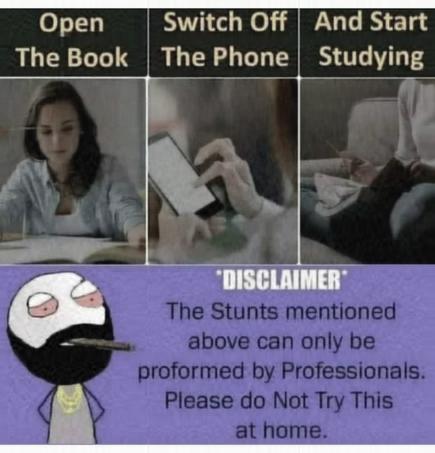 Open
The Book
Switch Off
The Phone
And Start
Studying
"DISCLAIMER"
The Stunts mentioned
above can only be
proformed by Professionals.
Please do Not Try This
at home.